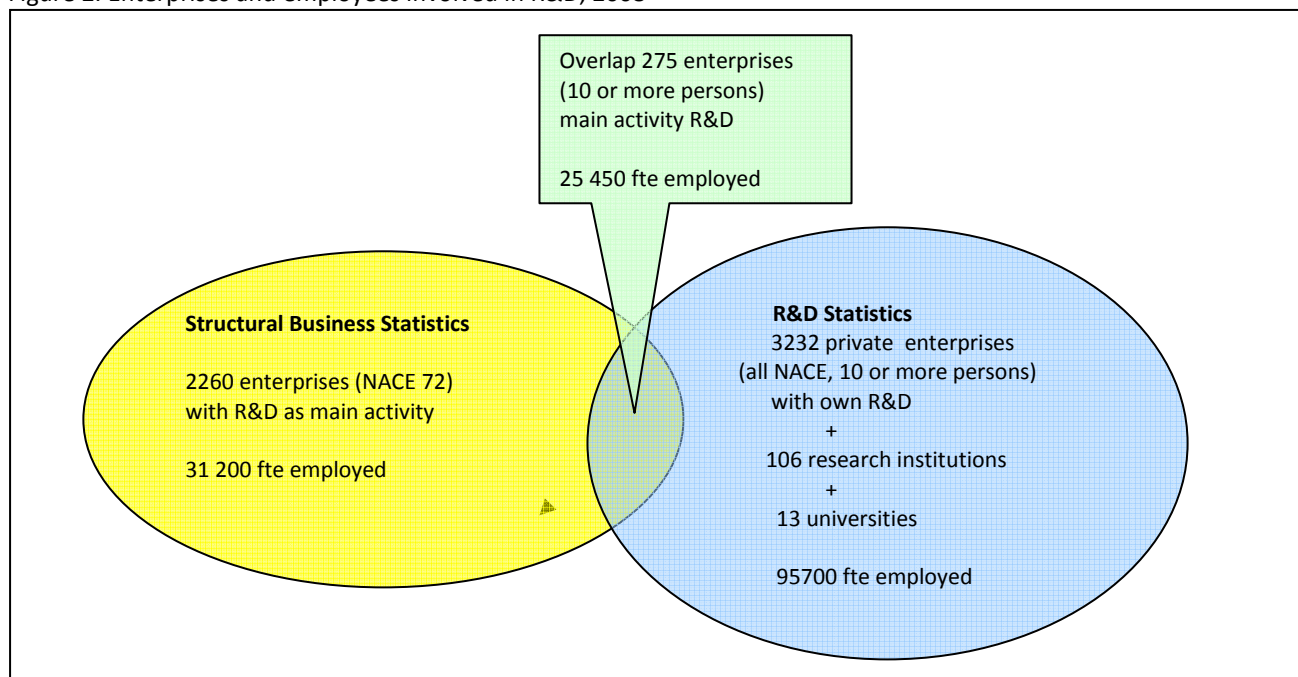 Figure 2. Enterprises and employees involved in R&D,
Overlap 275 enterprises
(10 or more persons)
main activity R&D
25 450 fte employed
Structural Business Statistics
2260 enterprises (NACE 72)
with R&D as main activity
31 200 fte employed
R&D Statistics
3232 private enterprises
(all NACE, 10 or more persons)
with own R&D
+
106 research institutions
+
13 universities
95700 fte employed